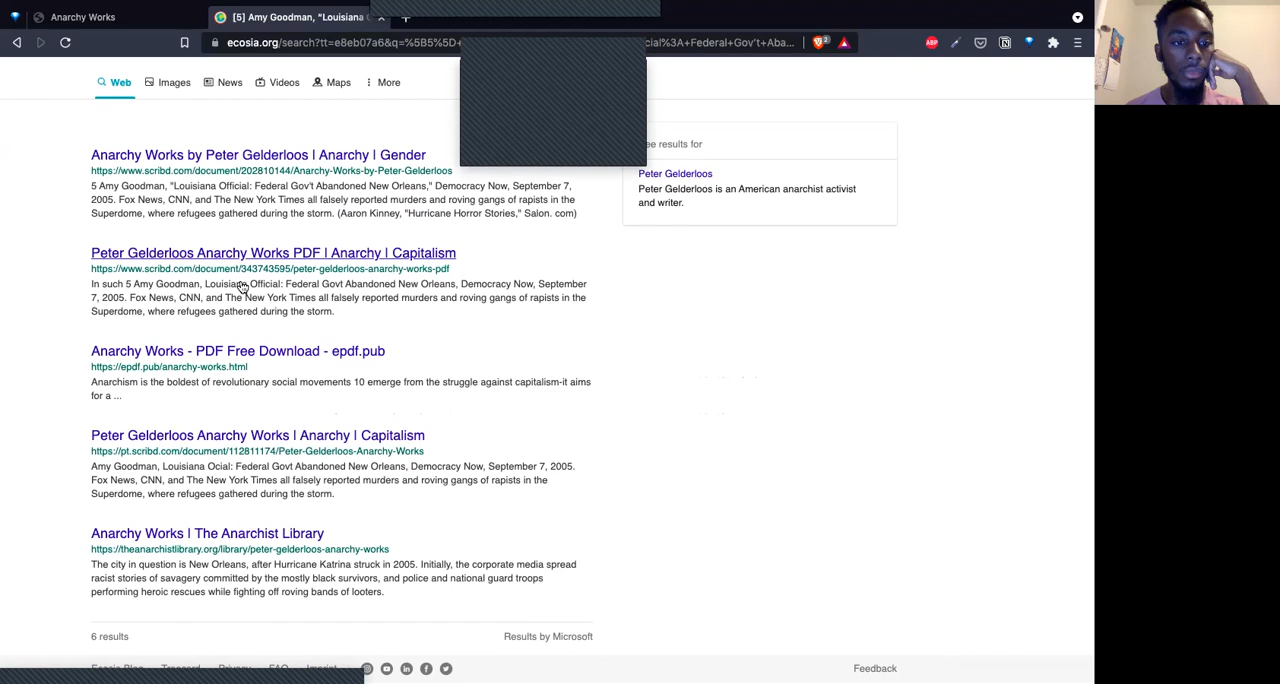 Anarchy Works
[5] Amy Goodman, "Louisiana
ecosia.org/search?tt=e8eb07a6&q=%5B5%5D+
cial%3A+Federal+Gov't+Aba...
2
ABP
Web
Images
News
Videos
Maps
More
Anarchy Works by Peter Gelderloos | Anarchy | Gender
https://www.scribd.com/document/202810144/Anarchy-Works-by-Peter-Gelderloos
5 Amy Goodman, "Louisiana Official: Federal Gov't Abandoned New Orleans," Democracy Now, September 7,
2005. Fox News, CNN, and The New York Times all falsely reported murders and roving gangs of rapists in the
Superdome, where refugees gathered during the storm. (Aaron Kinney, "Hurricane Horror Stories," Salon. com)
Peter Gelderloos Anarchy Works PDF | Anarchy | Capitalism
https://www.scribd.com/document/343743595/peter-gelderloos-anarchy-works-pdf
In such 5 Amy Goodman, Louisiana Official: Federal Govt Abandoned New Orleans, Democracy Now, September
7, 2005. Fox News, CNN, and The New York Times all falsely reported murders and roving gangs of rapists in the
Superdome, where refugees gathered during the storm.
Anarchy Works - PDF Free Download - epdf.pub
https://epdf.pub/anarchy-works.html
Anarchism is the boldest of revolutionary social movements 10 emerge from the struggle against capitalism-it aims
for a ...
Peter Gelderloos Anarchy Works | Anarchy | Capitalism
https://pt.scribd.com/document/112811174/Peter-Gelderloos-Anarchy-Works
Amy Goodman, Louisiana Ocial: Federal Govt Abandoned New Orleans, Democracy Now, September 7, 2005.
Fox News, CNN, and The New York Times all falsely reported murders and roving gangs of rapists in the
Superdome, where refugees gathered during the storm.
Anarchy Works | The Anarchist Library
https://theanarchistlibrary.org/library/peter-gelderloos-anarchy-works
The city in question is New Orleans, after Hurricane Katrina struck in 2005. Initially, the corporate media spread
racist stories of savagery committed by the mostly black survivors, and police and national guard troops
performing heroic rescues while fighting off roving bands of looters.
6 results
Results by Microsoft
results for
Peter Gelderloos
Peter Gelderloos is an American anarchist activist
and writer.
Feedback